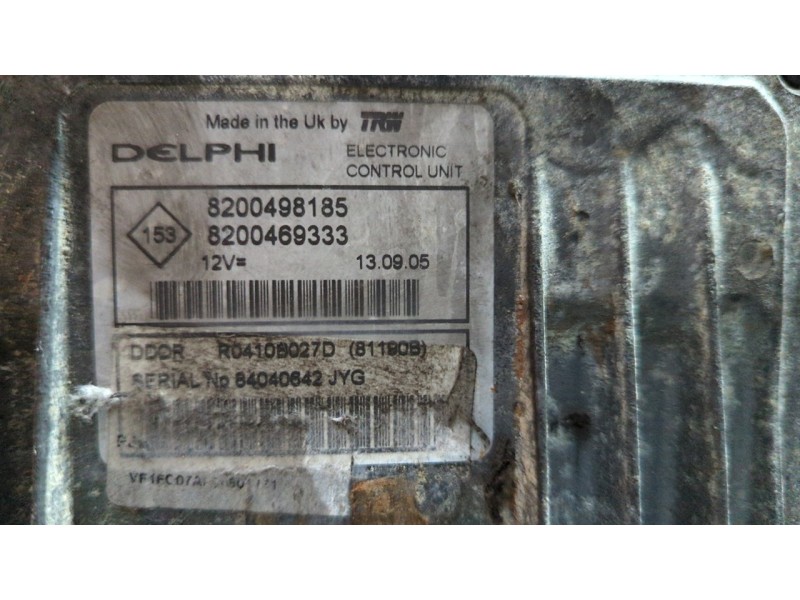 Made in the Uk by TRW
DELPHI ELECTRONIC
CONTROL UNIT
153
8200498185
8200469333
12V= 13.09.05
DDCR R0410B027D (81190B)
SERIAL No 84040642 JYG